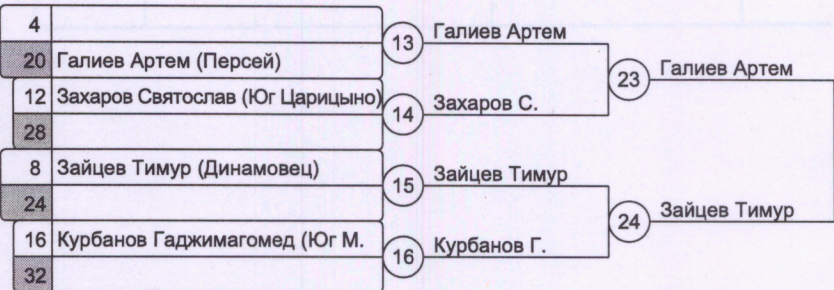 4
20 Галиев Артем (Персей)
13 Галиев Артем
12 Захаров Святослав (Юг Царицыно)
28
14 Захаров С.
23 Галиев Артем
8 Зайцев Тимур (Динамовец)
24
15 Зайцев Тимур
16 Курбанов Гаджимагомед (Юг М.
32
16 Курбанов Г.
24 Зайцев Тимур